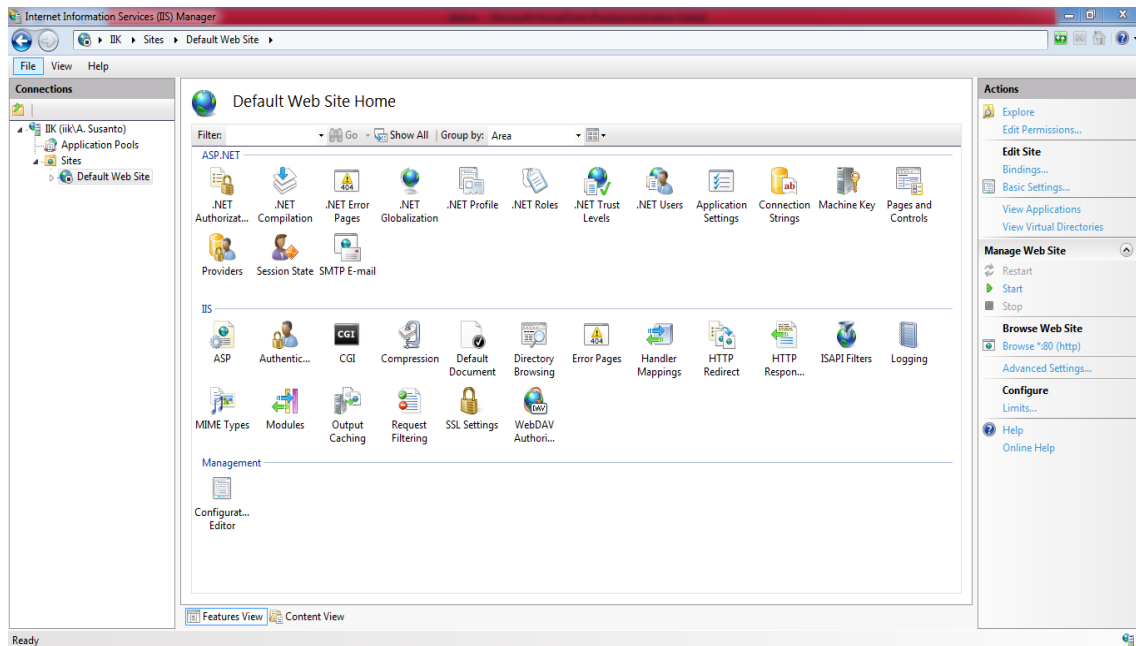 Internet Information Services (IIS) Manager
IIK Sites Default Web Site
File View Help
Connections
IIK (iik\A. Susanto)
Application Pools
Sites
Default Web Site
Default Web Site Home
Filter: Go Show All Group by: Area
ASP.NET
.NET Authorizat...
.NET Compilation
.NET Error Pages
404
.NET Globalization
.NET Profile
.NET Roles
.NET Trust Levels
.NET Users
Application Settings
ab
Connection Strings
Machine Key
Pages and Controls
Providers
Session State
SMTP E-mail
IIS
ASP
Authentic...
CGI
CGI
Compression
Default Document
Directory Browsing
404
Error Pages
Handler Mappings
HTTP Redirect
HTTP Respon...
ISAPI Filters
Logging
MIME Types
Modules
Output Caching
Request Filtering
SSL Settings
DAV
WebDAV Authori...
Management
Configurat... Editor
Features View Content View
Actions
Explore
Edit Permissions...
Edit Site
Bindings...
Basic Settings...
View Applications
View Virtual Directories
Manage Web Site
Restart
Start
Stop
Browse Web Site
Browse *:80 (http)
Advanced Settings...
Configure
Limits...
Help
Online Help
Ready